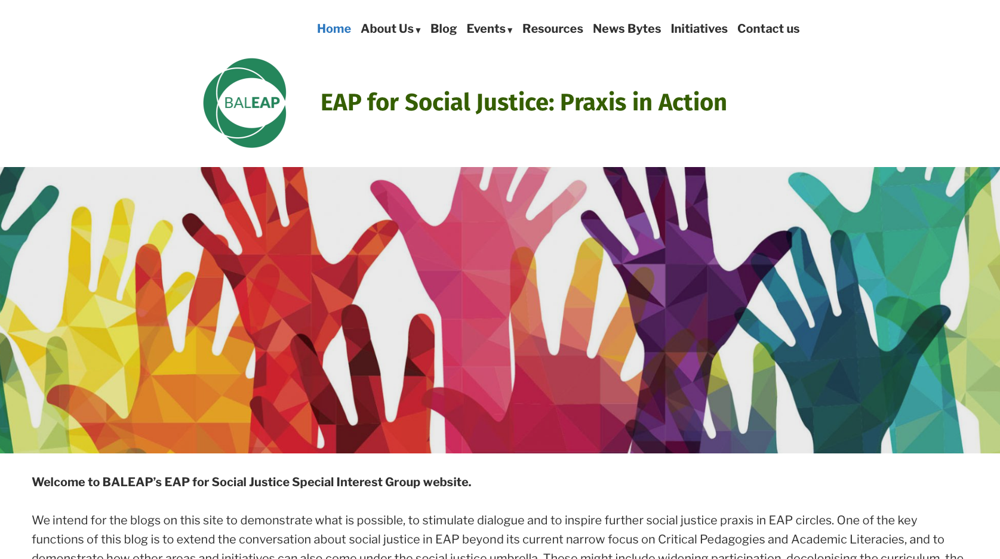 Home About Us ▾ Blog Events ▾ Resources News Bytes Initiatives Contact us
BALEAP
EAP for Social Justice: Praxis in Action
Welcome to BALEAP’s EAP for Social Justice Special Interest Group website.
We intend for the blogs on this site to demonstrate what is possible, to stimulate dialogue and to inspire further social justice praxis in EAP circles. One of the key
functions of this blog is to extend the conversation about social justice in EAP beyond its current narrow focus on Critical Pedagogies and Academic Literacies, and to
demonstrate how other areas and initiatives can also come under the social justice umbrella. These might include widening participation, decolonising the curriculum, the